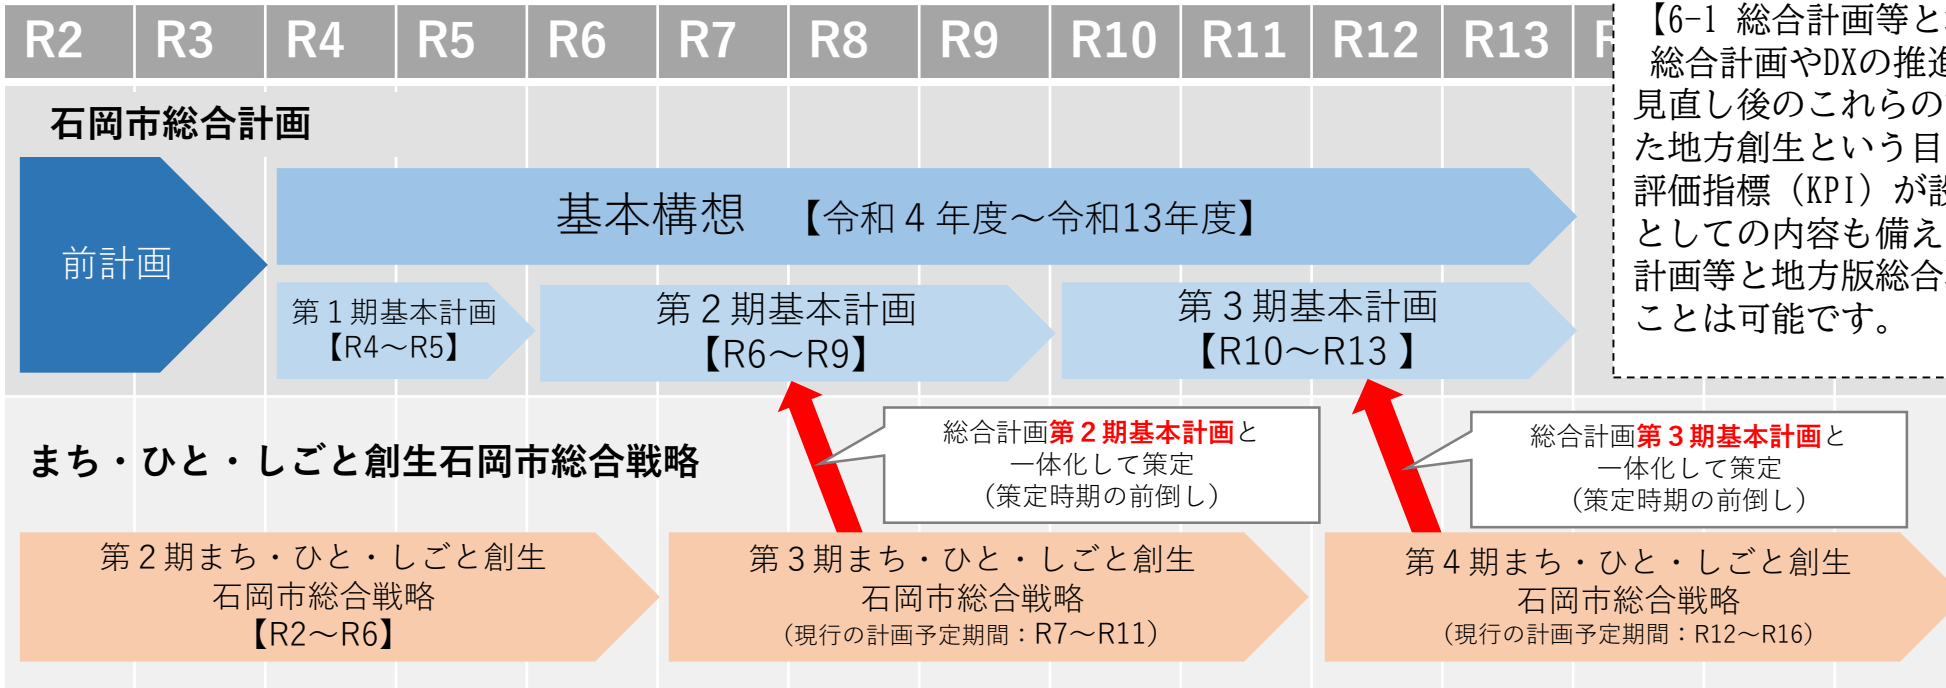 R2 R3 R4 R5 R6 R7 R8 R9 R10 R11 R12 R13
石岡市総合計画
前計画
基本構想 【令和４年度～令和13年度】
第１期基本計画
【R4～R5】
第２期基本計画
【R6～R9】
第３期基本計画
【R10～R13 】
【6-1 総合計画等と
総合計画やDXの推進
見直し後のこれらの
た地方創生という目
評価指標（KPI）が設
としての内容も備え
計画等と地方版総合
ことは可能です。
まち・ひと・しごと創生石岡市総合戦略
総合計画第２期基本計画と
一体化して策定
（策定時期の前倒し）
総合計画第３期基本計画と
一体化して策定
（策定時期の前倒し）
第２期まち・ひと・しごと創生
石岡市総合戦略
【R2～R6】
第３期まち・ひと・しごと創生
石岡市総合戦略
（現行の計画予定期間：R7～R11）
第４期まち・ひと・しごと創生
石岡市総合戦略
（現行の計画予定期間：R12～R16）